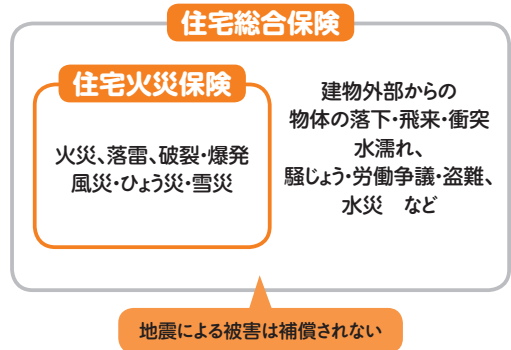 住宅総合保険
住宅火災保険
火災、落雷、破裂・爆発
風災・ひょう災・雪災
建物外部からの
物体の落下・飛来・衝突
水濡れ、
騒じょう・労働争議・盗難、
水災　など
地震による被害は補償されない